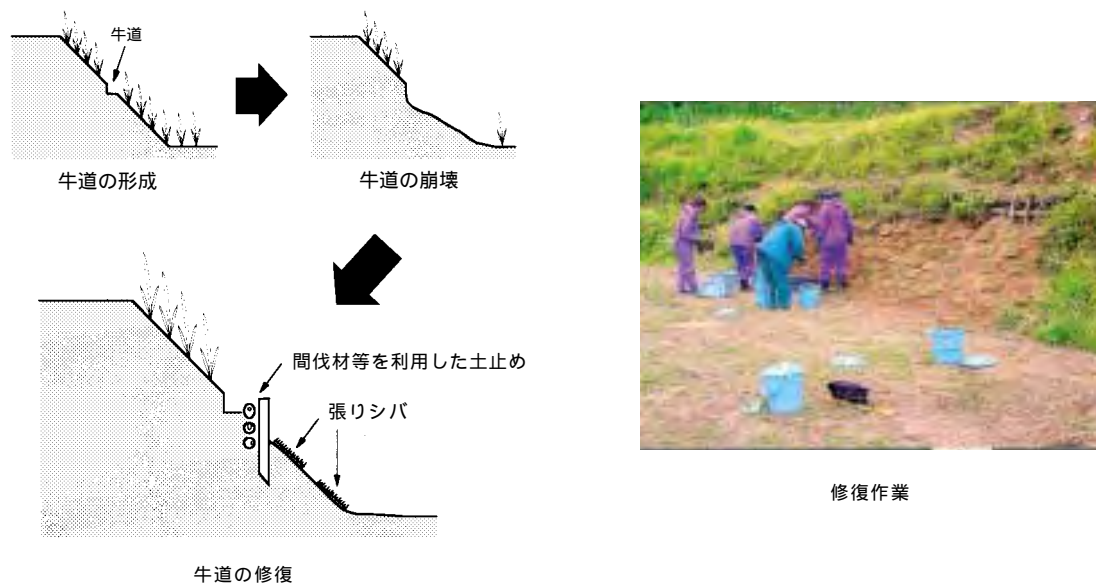 牛道
牛道の形成
牛道の崩壊
間伐材等を利用した土止め
張りシバ
牛道の修復
修復作業